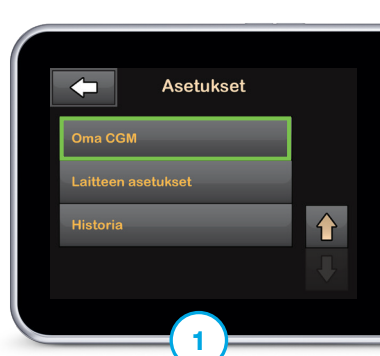 Asetukset
Oma CGM
Laitteen asetukset
Historia
1